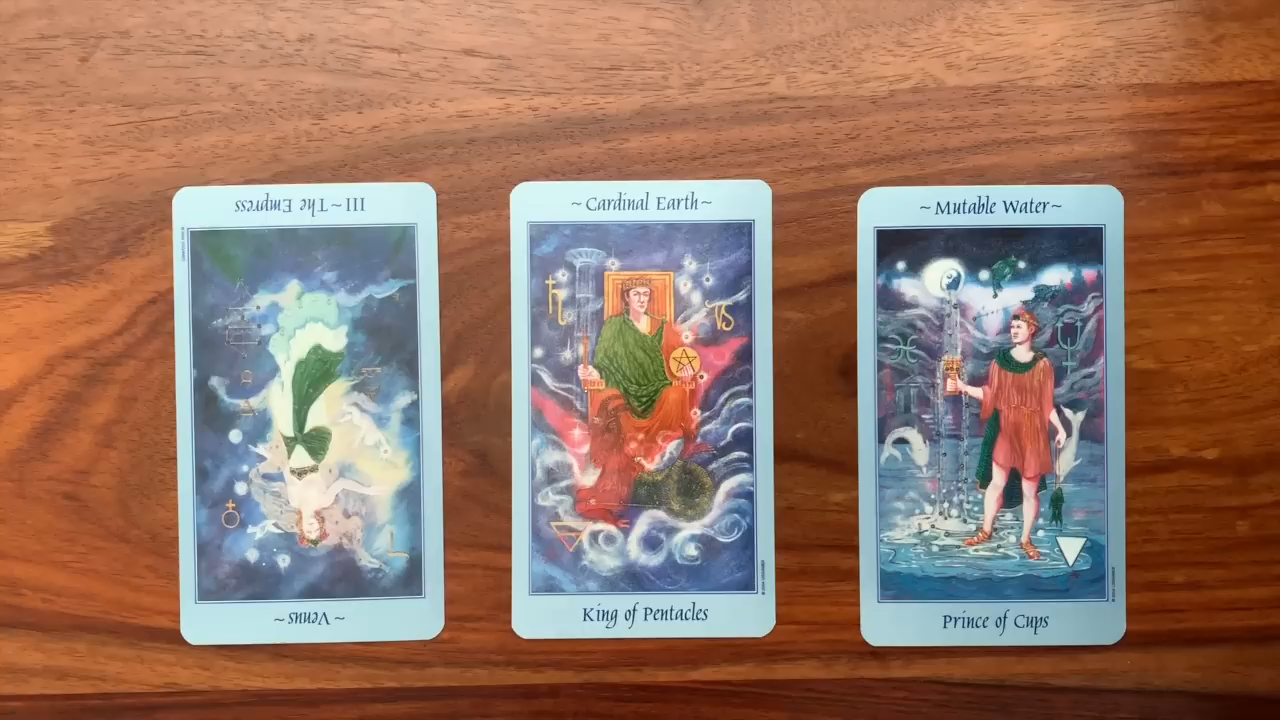 III ~ The Empress
~ Venus ~
~ Cardinal Earth ~
King of Pentacles
~ Mutable Water ~
Prince of Cups